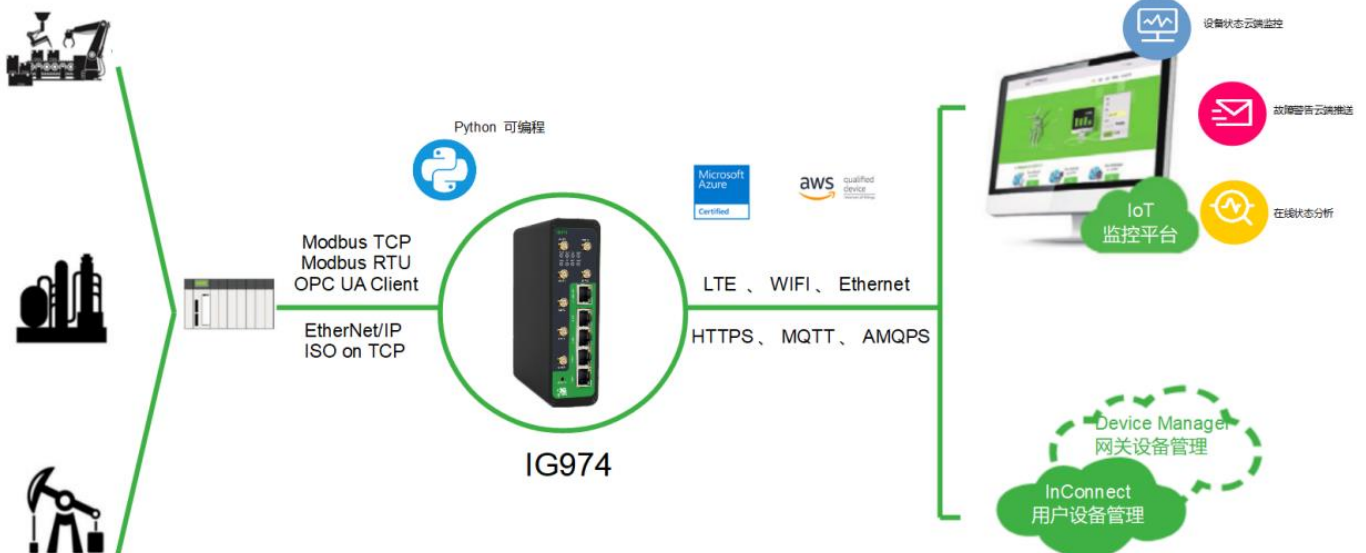 设备状态云端监控
故障警告云端推送
在线状态分析
IoT
监控平台
Python 可编程
Microsoft
Azure
Certified
aws qualified
device
Modbus TCP
Modbus RTU
OPC UA Client
EtherNet/IP
ISO on TCP
LTE 、 WIFI 、 Ethernet
HTTPS 、 MQTT 、 AMQPS
IG974
Device Manager
网关设备管理
InConnect
用户设备管理